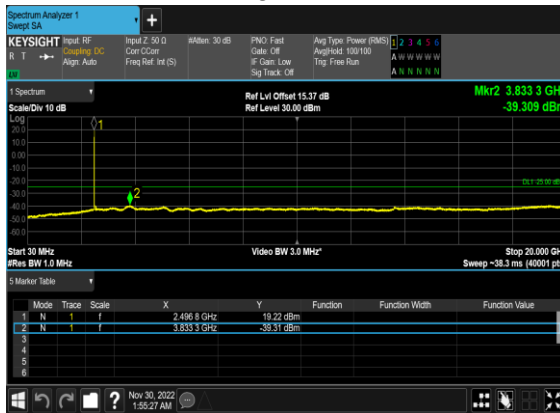 Spectrum Analyzer 1
Swept SA
KEYSIGHT Input: RF Input Z: 50 Ω #Atten: 30 dB PNO: Fast Avg Type: Power (RMS) 1 2 3 4 5 6
R T Coupling: DC Corr CCorr Gate: Off Avg|Hold: 100/100 A W W W W W
Align: Auto Freq Ref: Int (S) IF Gain: Low Trig: Free Run
Sig Track: Off A N N N N N
LXI
1 Spectrum Ref Lvl Offset 15.37 dB Mkr2 3.833 3 GH
Scale/Div 10 dB Ref Level 30.00 dBm -39.309 dB
Log
20.0 1
10.0
0.00
-10.0
-20.0 DL1 -25.00 dB
-30.0 2
-40.0
-50.0
-60.0
Start 30 MHz Video BW 3.0 MHz* Stop 20.000 GH
#Res BW 1.0 MHz Sweep ~38.3 ms (40001 pt
5 Marker Table
Mode Trace Scale X Y Function Function Width Function Value
1 N 1 f 2.496 8 GHz 19.22 dBm
2 N 1 f 3.833 3 GHz -39.31 dBm
3
4
5
6
? Nov 30, 2022
1:55:27 AM